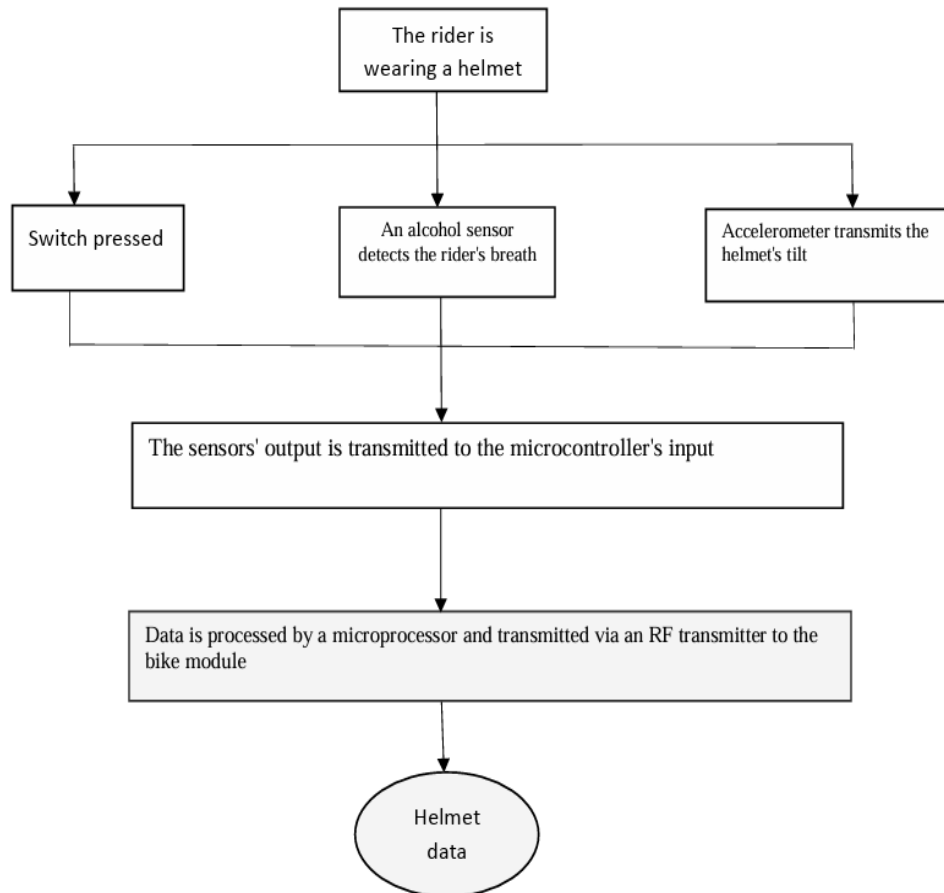 The rider is
wearing a helmet
Switch pressed
An alcohol sensor
detects the rider's breath
Accelerometer transmits the
helmet's tilt
The sensors' output is transmitted to the microcontroller's input
Data is processed by a microprocessor and transmitted via an RF transmitter to the
bike module
Helmet
data